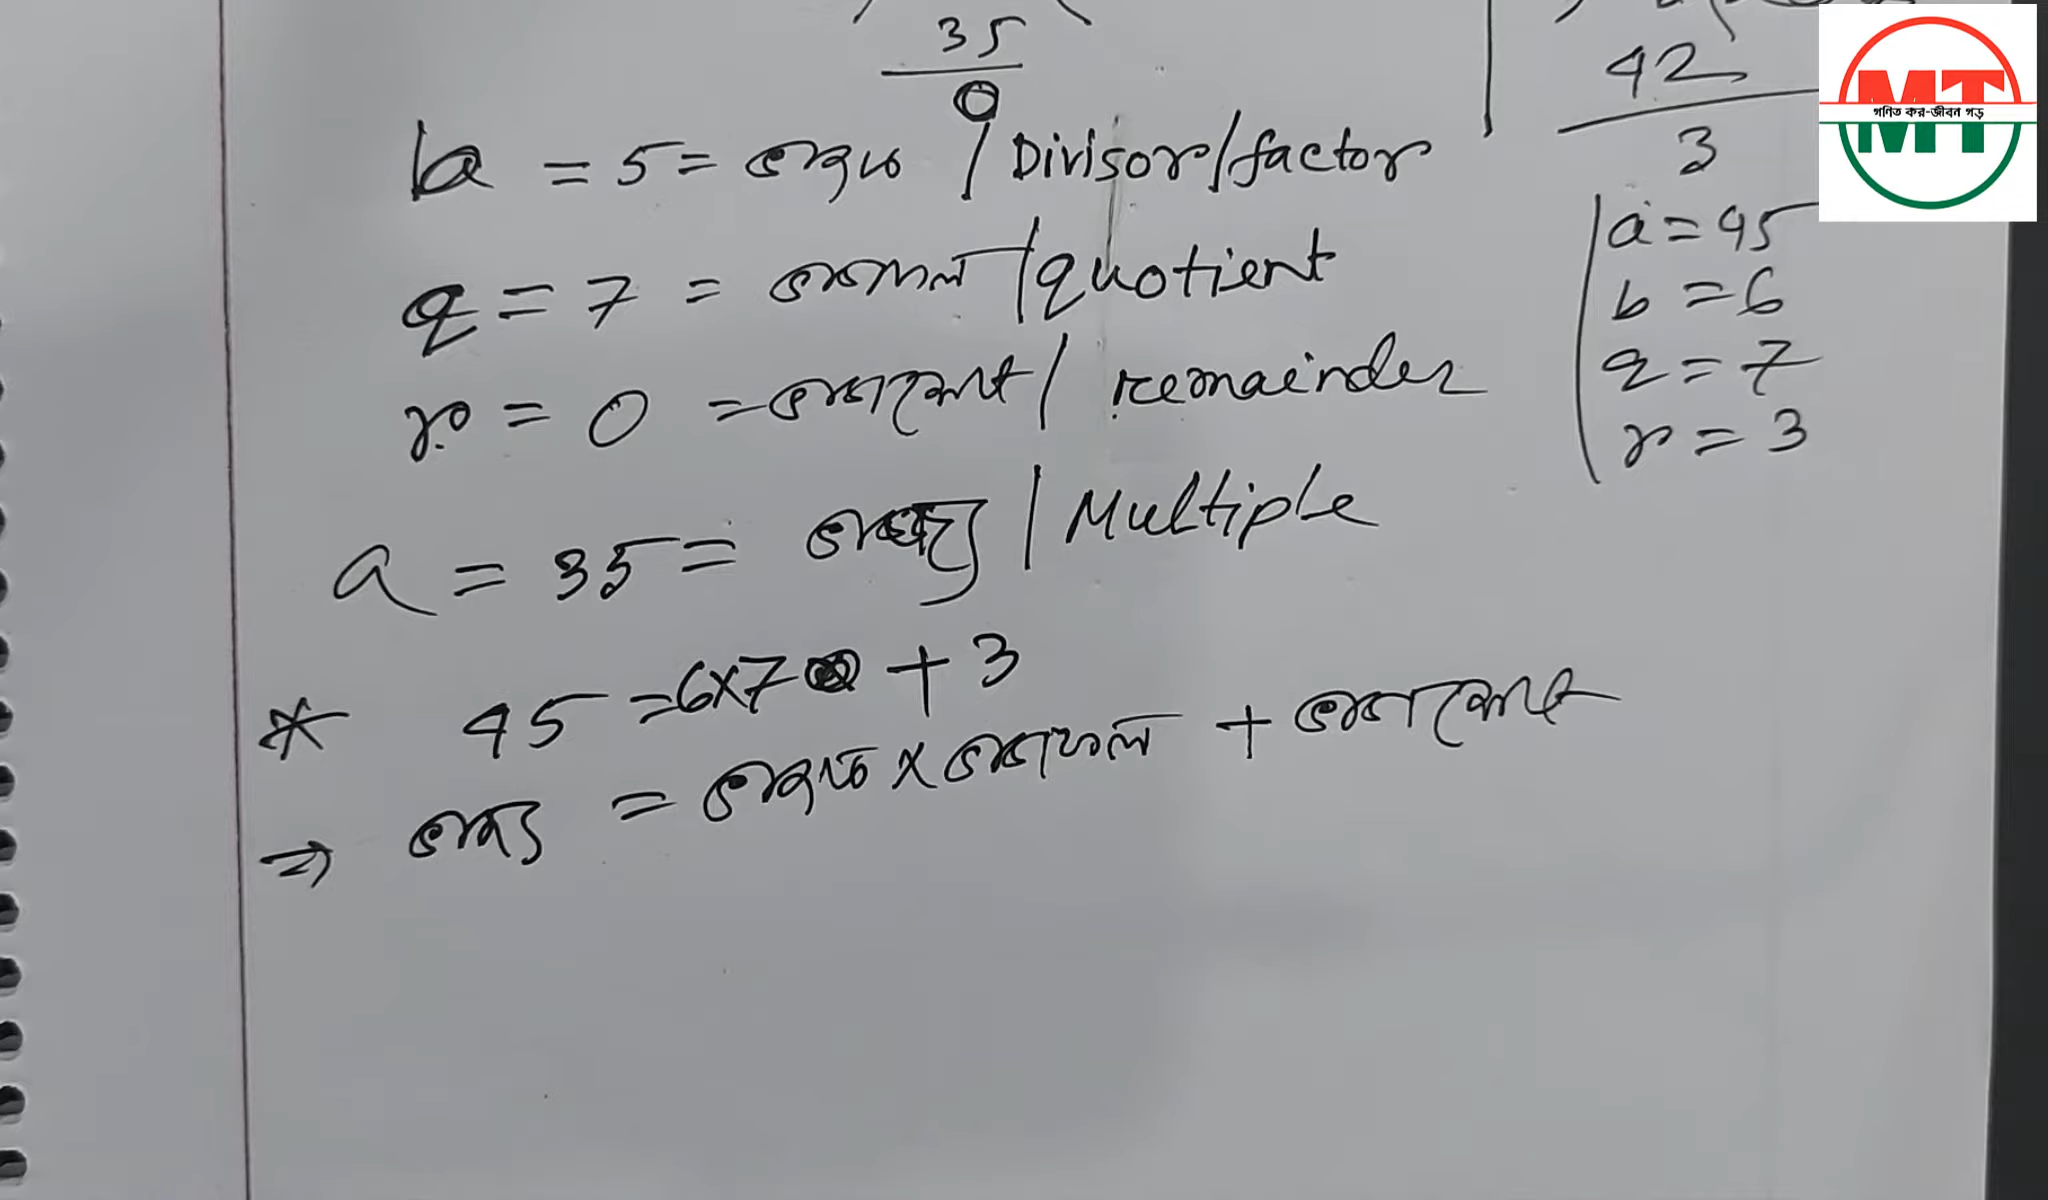 35
0
b = 5 = ভাজক / Divisor/factor
q = 7 = ভাগফল / quotient
r = 0 = ভাগশেষ / remainder
a = 35 = ভাজ্য / Multiple
* 45 = 6×7 + 3
⇒ ভাজ্য = ভাজক × ভাগফল + ভাগশেষ
42
3
a = 45
b = 6
q = 7
r = 3
MT
গণিত কর-জীবন গড়